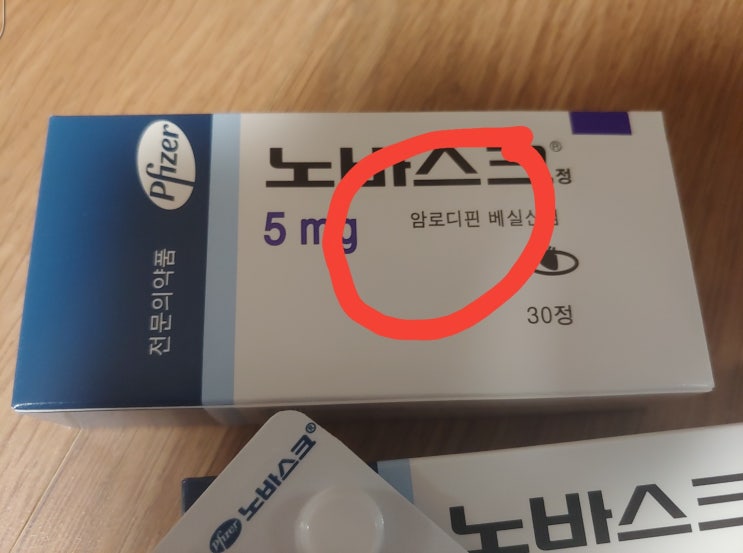 Pfizer
전문의약품
노바스크®정
5 mg
암로디핀 베실산염
30정
Pfizer 노바스크®
노바스크